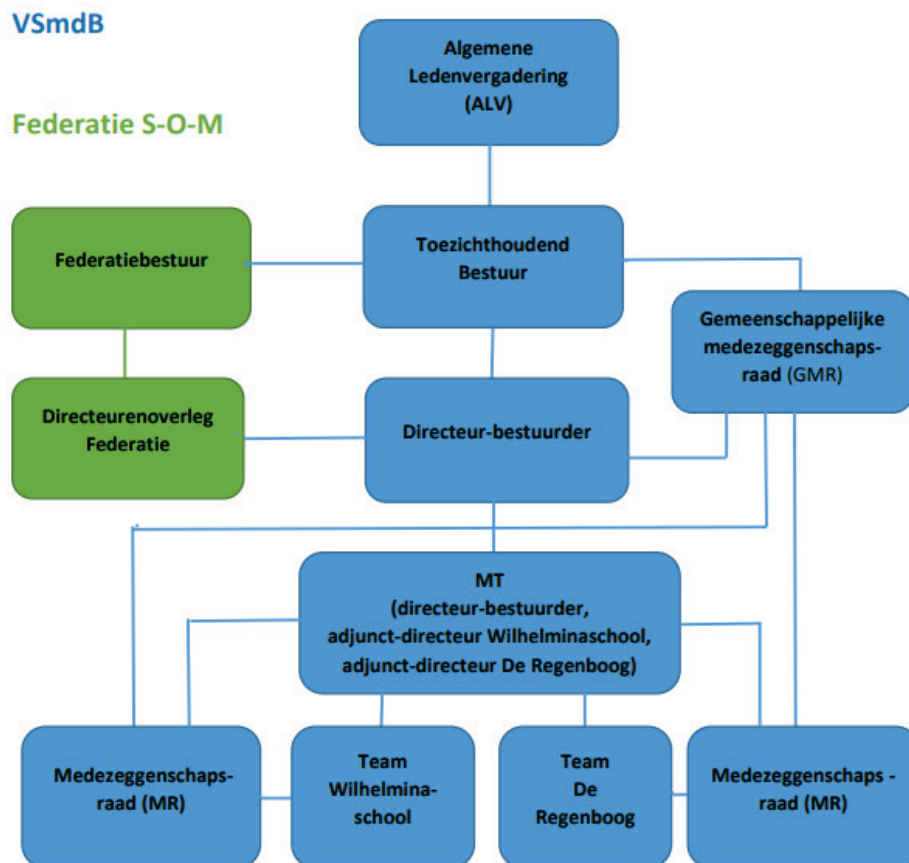 VSmdB
Algemene
Ledenvergadering
(ALV)
Federatie S-O-M
Federatiebestuur
Toezichthoudend
Bestuur
Gemeenschappelijke
medezeggenschaps-
raad (GMR)
Directeurenoverleg
Federatie
Directeur-bestuurder
MT
(directeur-bestuurder,
adjunct-directeur Wilhelminaschool,
adjunct-directeur De Regenboog)
Medezeggenschaps-
raad (MR)
Team
Wilhelmina-
school
Team
De
Regenboog
Medezeggenschaps -
raad (MR)